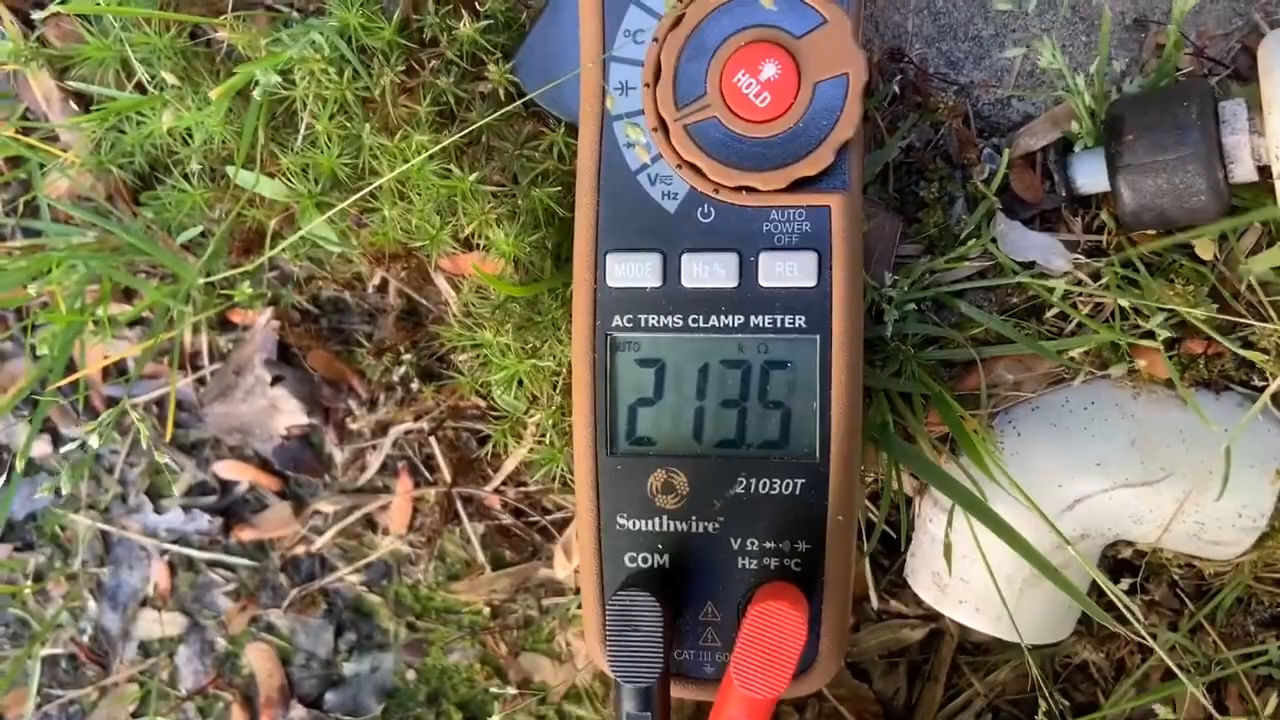 °C
HOLD
V Hz
AUTO POWER OFF
MODE
Hz %
REL
AC TRMS CLAMP METER
AUTO k Ω
213.5
21030T
Southwire™
COM
V Ω
Hz °F °C
CAT III 60